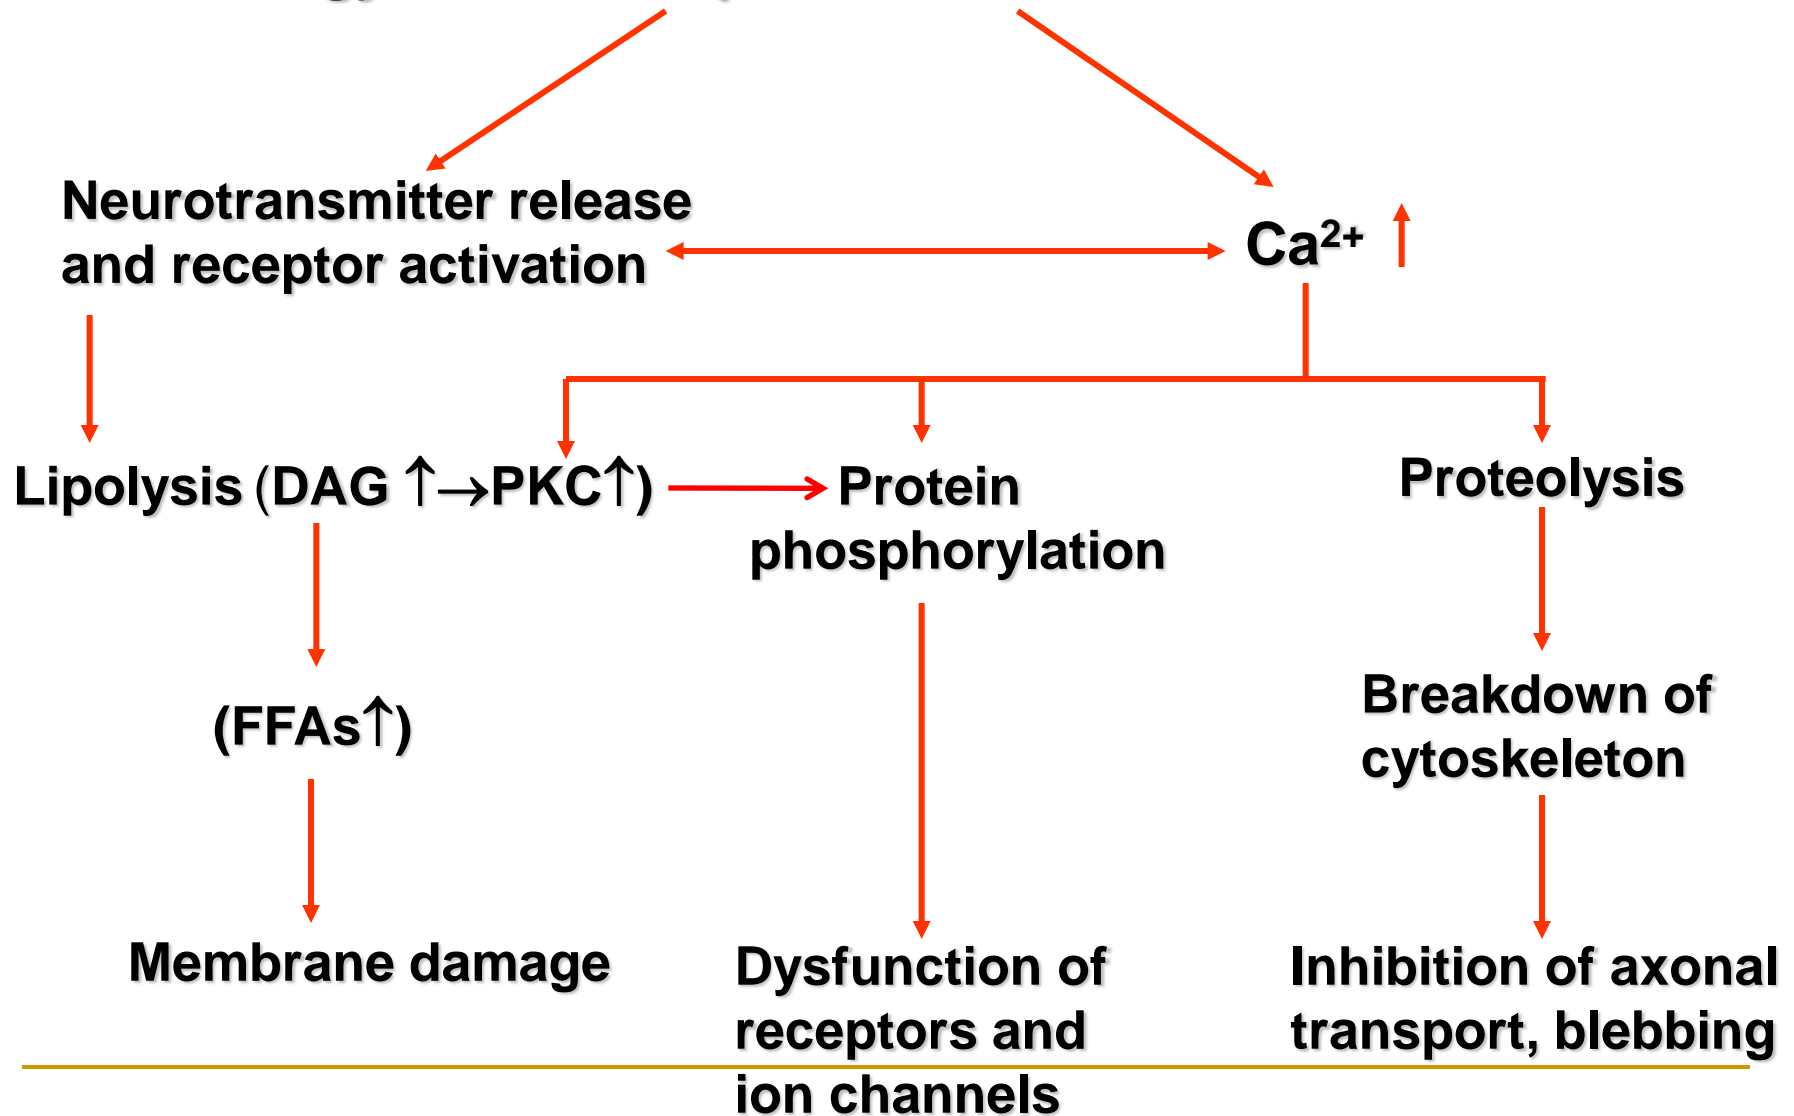 Neurotransmitter release
and receptor activation
Ca²⁺ ↑
Lipolysis (DAG ↑→PKC↑)
Protein
phosphorylation
Proteolysis
(FFAs↑)
Breakdown of
cytoskeleton
Membrane damage
Dysfunction of
receptors and
ion channels
Inhibition of axonal
transport, blebbing